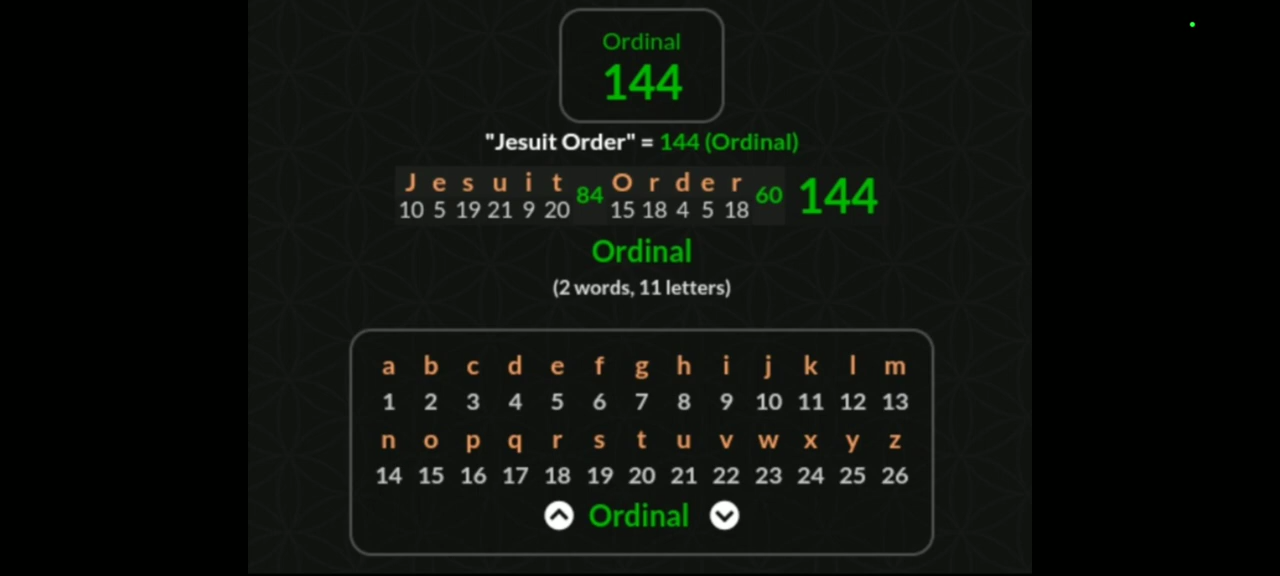 Ordinal
144
"Jesuit Order" = 144 (Ordinal)
J e s u i t 84 O r d e r 60 144
10 5 19 21 9 20 15 18 4 5 18
Ordinal
(2 words, 11 letters)
a b c d e f g h i j k l m
1 2 3 4 5 6 7 8 9 10 11 12 13
n o p q r s t u v w x y z
14 15 16 17 18 19 20 21 22 23 24 25 26
Ordinal